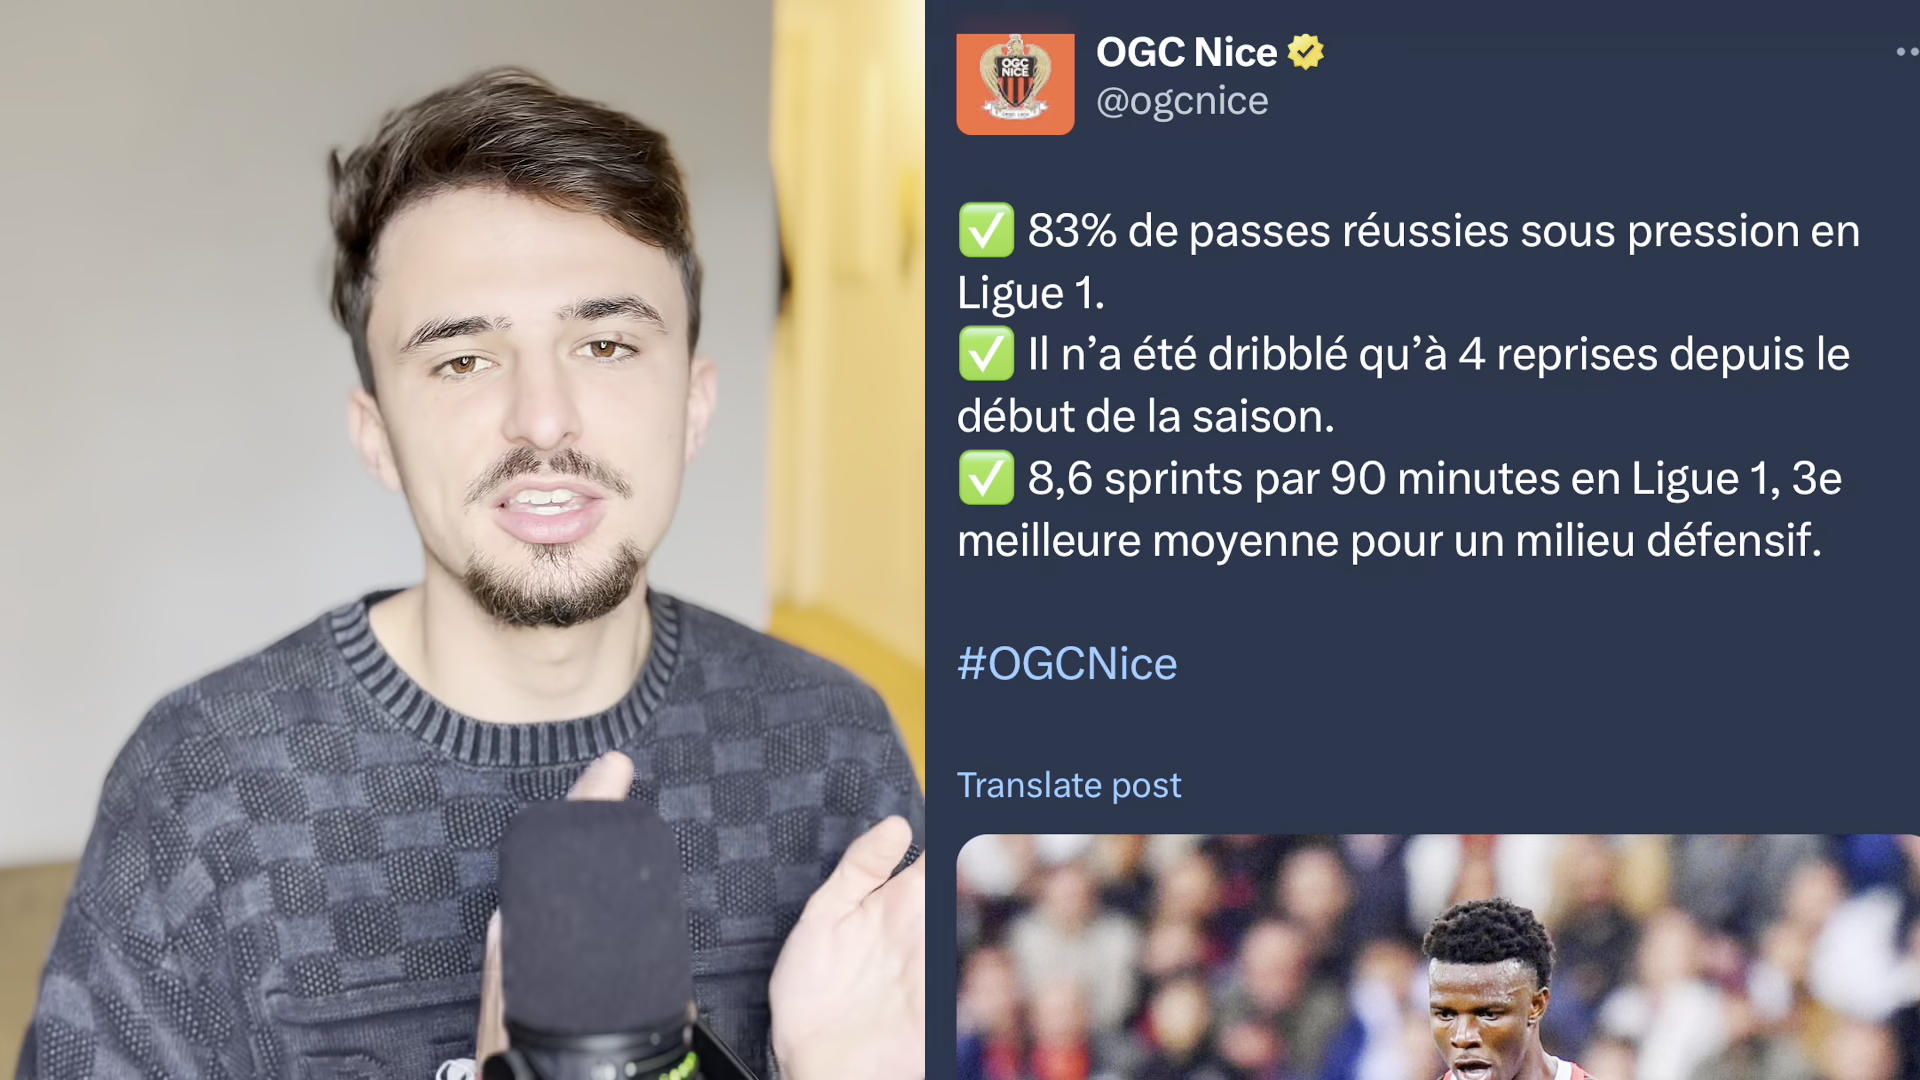 OGC Nice
@ogcnice
OGC
NICE
✅ 83% de passes réussies sous pression en
Ligue 1.
✅ Il n’a été dribblé qu’à 4 reprises depuis le
début de la saison.
✅ 8,6 sprints par 90 minutes en Ligue 1, 3e
meilleure moyenne pour un milieu défensif.
#OGCNice
Translate post